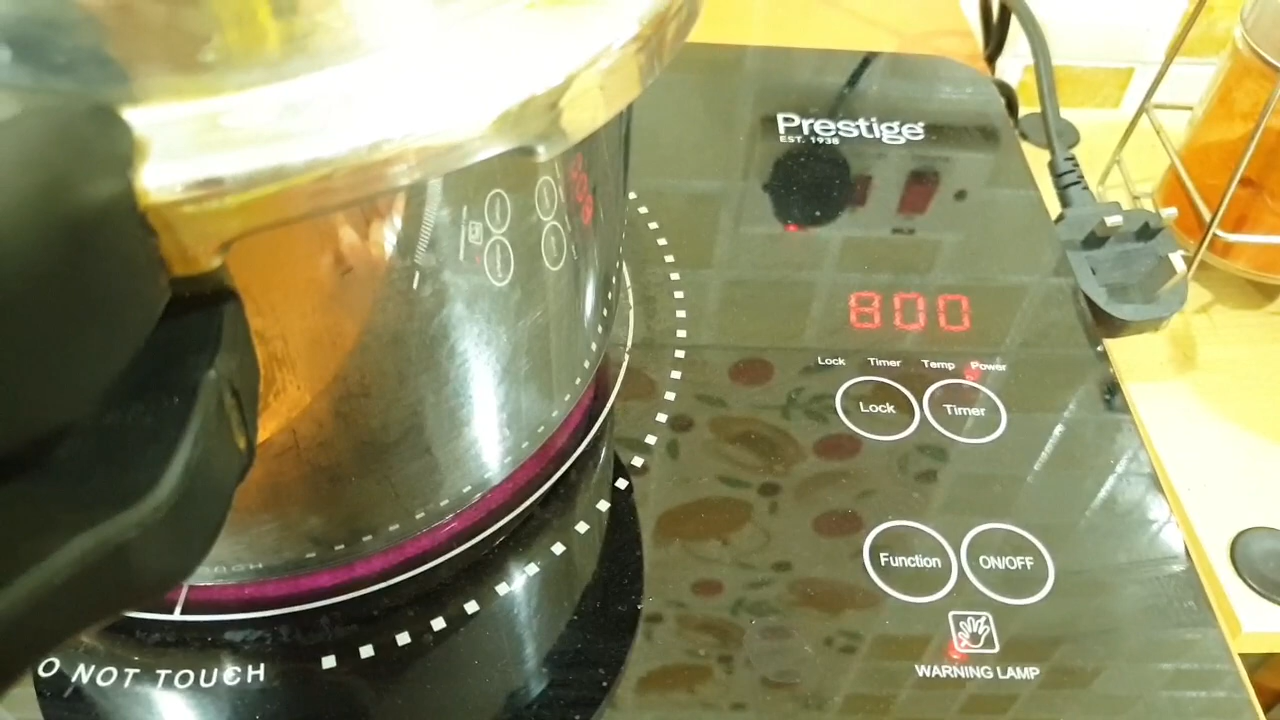 Prestige
EST. 1938
800
Lock Timer Temp Power
Lock Timer
Function ON/OFF
WARNING LAMP
O NOT TOUCH